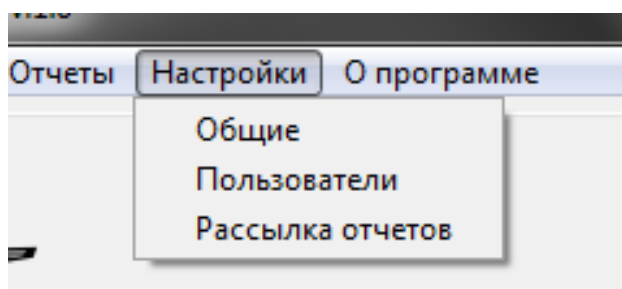 Отчеты Настройки О программе
Общие
Пользователи
Рассылка отчетов